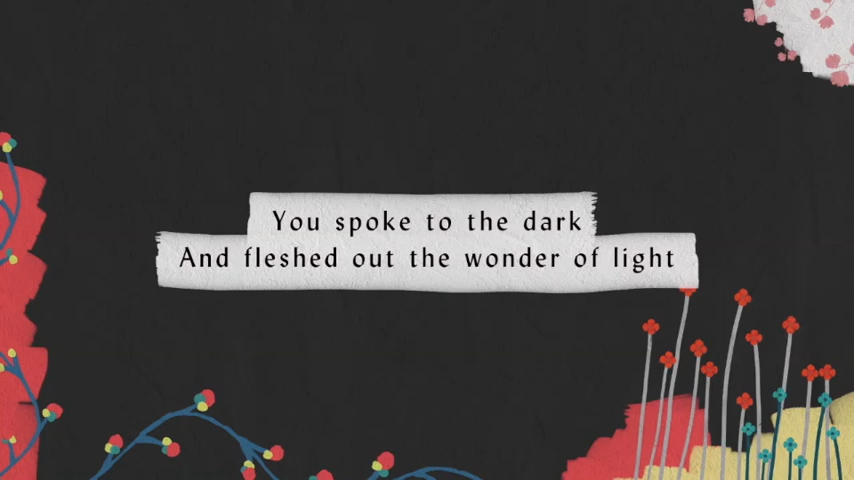 You spoke to the dark
And fleshed out the wonder of light